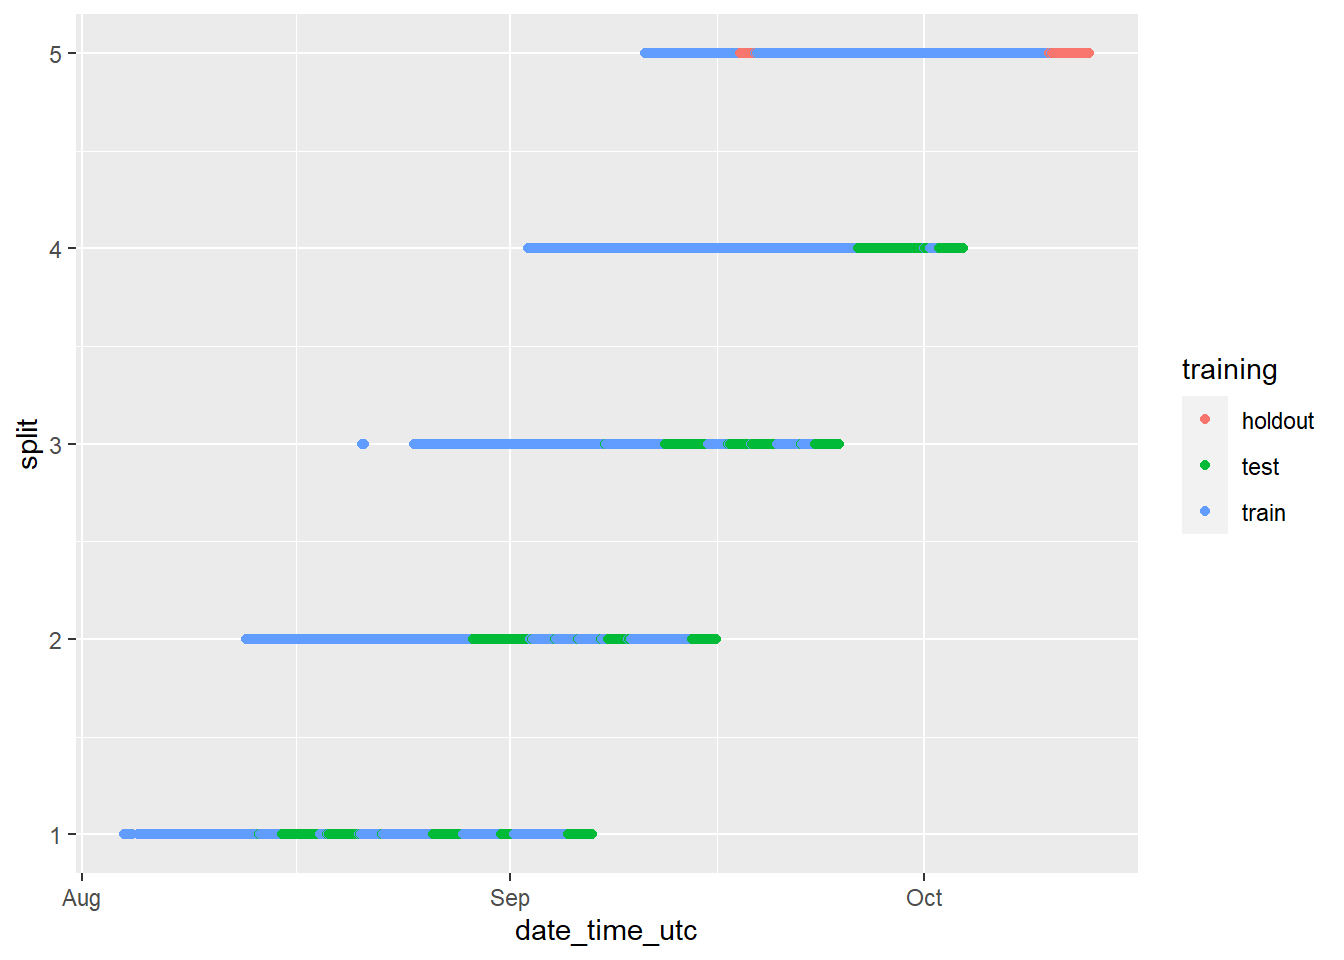 5
4
3
2
1
split
Aug
Sep
Oct
date_time_utc
training
holdout
test
train